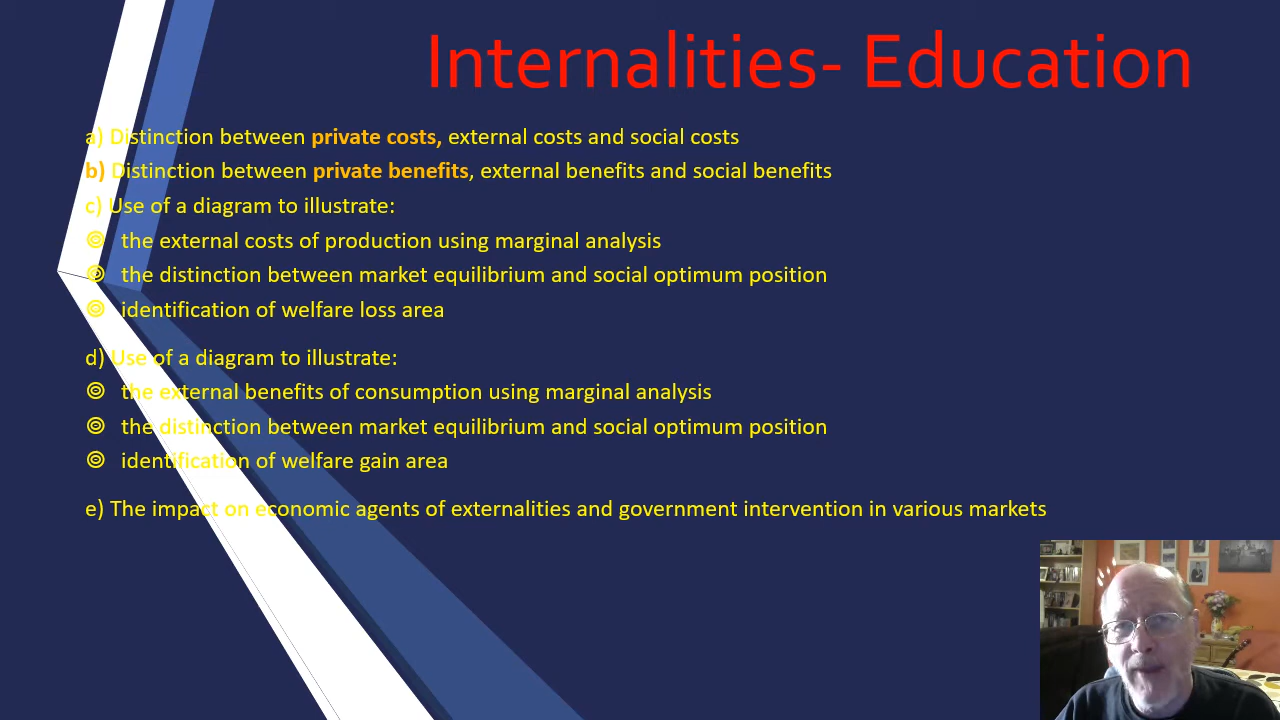 Internalities- Education
a) Distinction between private costs, external costs and social costs
b) Distinction between private benefits, external benefits and social benefits
c) Use of a diagram to illustrate:
the external costs of production using marginal analysis
the distinction between market equilibrium and social optimum position
identification of welfare loss area
d) Use of a diagram to illustrate:
the external benefits of consumption using marginal analysis
the distinction between market equilibrium and social optimum position
identification of welfare gain area
e) The impact on economic agents of externalities and government intervention in various markets